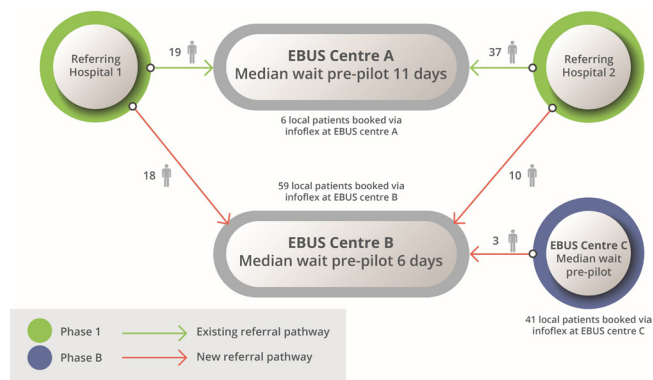 Referring
Hospital 1
19
EBUS Centre A
Median wait pre-pilot 11 days
37
Referring
Hospital 2
6 local patients booked via
infoflex at EBUS centre A
18
59 local patients booked via
infoflex at EBUS centre B
10
EBUS Centre B
Median wait pre-pilot 6 days
3
EBUS Centre C
Median wait
pre-pilot
41 local patients booked via
infoflex at EBUS centre C
Phase 1
Existing referral pathway
Phase B
New referral pathway